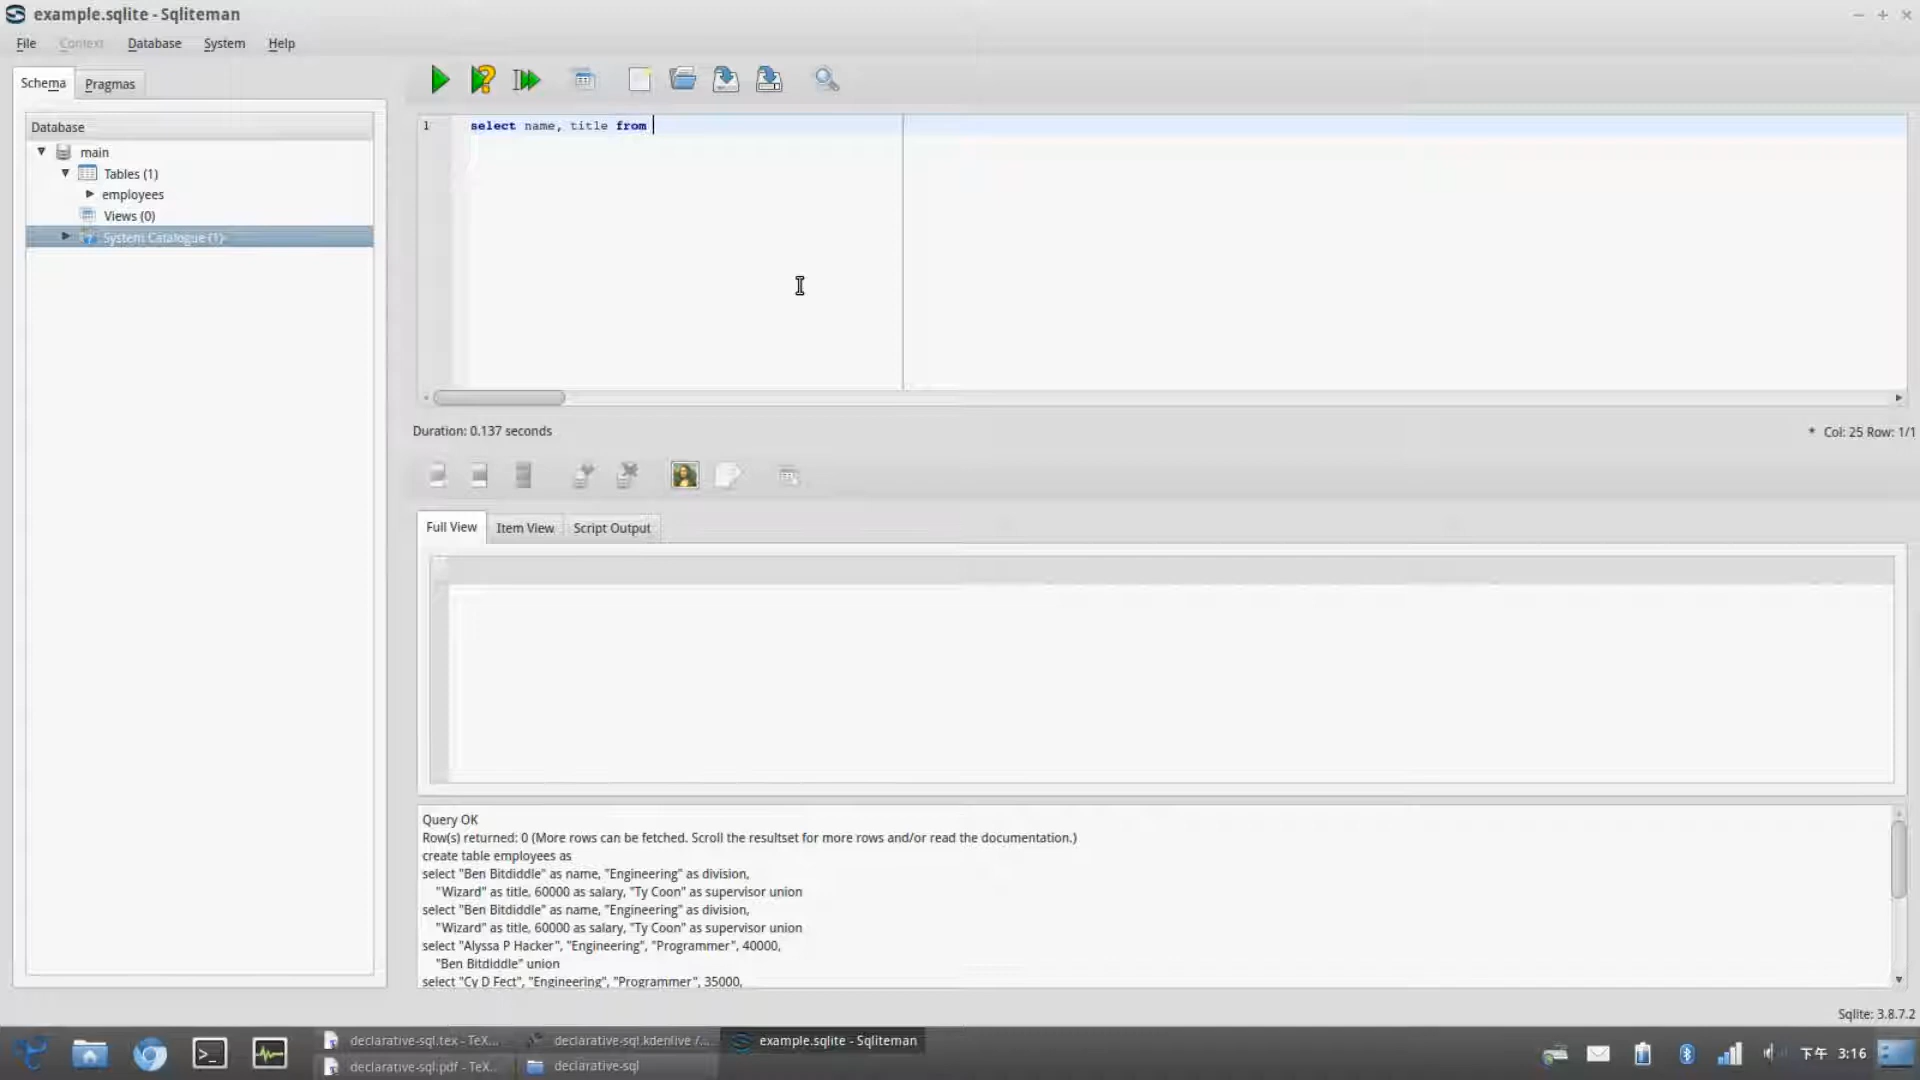 example.sqlite - Sqliteman
File Context Database System Help
Schema Pragmas
Database
main
Tables (1)
employees
Views (0)
System Catalogue (1)
1 select name, title from
Duration: 0.137 seconds
* Col: 25 Row: 1/1
Full View Item View Script Output
Query OK
Row(s) returned: 0 (More rows can be fetched. Scroll the resultset for more rows and/or read the documentation.)
create table employees as
select "Ben Bitdiddle" as name, "Engineering" as division,
"Wizard" as title, 60000 as salary, "Ty Coon" as supervisor union
select "Ben Bitdiddle" as name, "Engineering" as division,
"Wizard" as title, 60000 as salary, "Ty Coon" as supervisor union
select "Alyssa P Hacker", "Engineering", "Programmer", 40000,
"Ben Bitdiddle" union
select "Cy D Fect", "Engineering", "Programmer", 35000,
Sqlite: 3.8.7.2
declarative-sql.tex - TeX...
declarative-sql.kdenlive /...
example.sqlite - Sqliteman
declarative-sql.pdf - TeX...
declarative-sql
下午 3:16